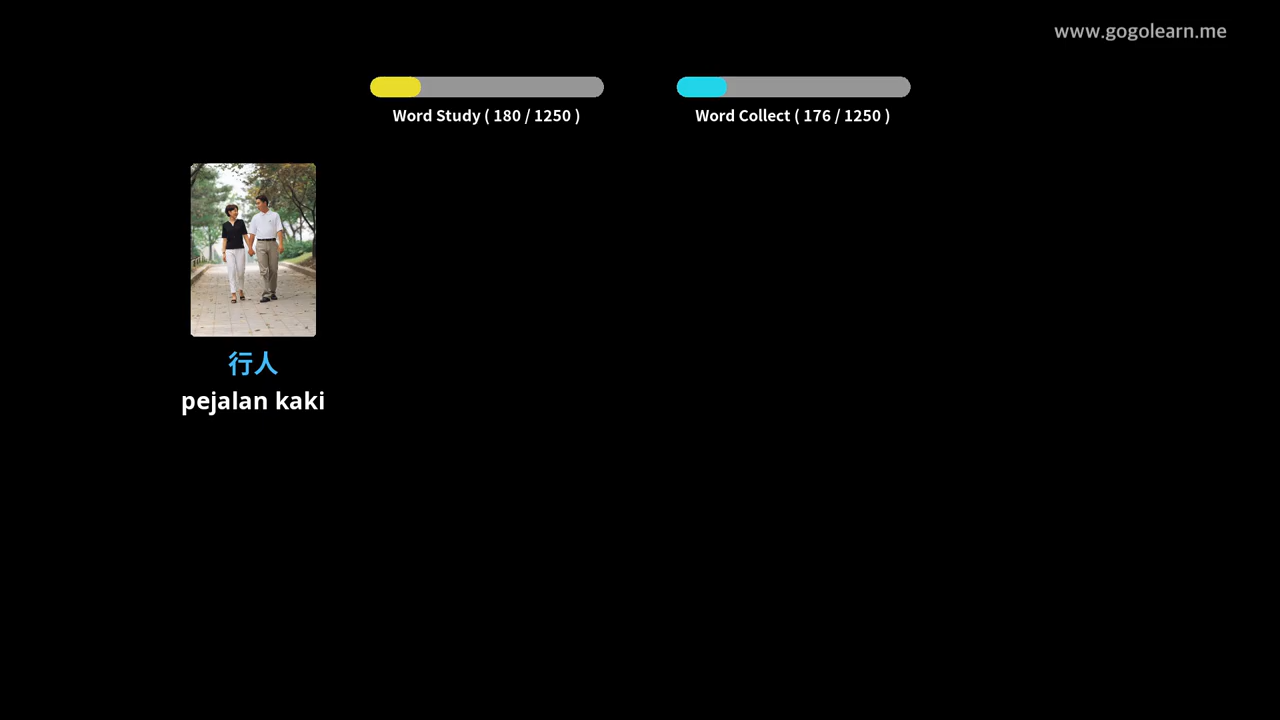 www.gogolearn.me
Word Study ( 180 / 1250 )
Word Collect ( 176 / 1250 )
行人
pejalan kaki